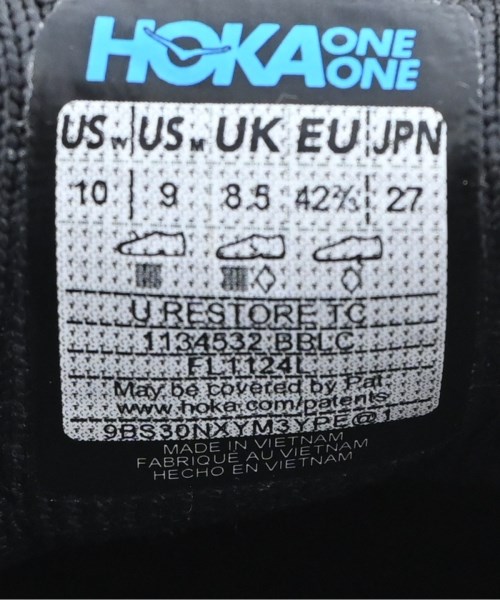 HOKA ONE ONE
US W US M UK EU JPN
10 9 8.5 42⅔ 27
U RESTORE TC
1134532 BBLC
FL1124L
May be covered by Pat.
www.hoka.com/patents
9BS30NXYM3YPE@1
MADE IN VIETNAM
FABRIQUE AU VIETNAM
HECHO EN VIETNAM